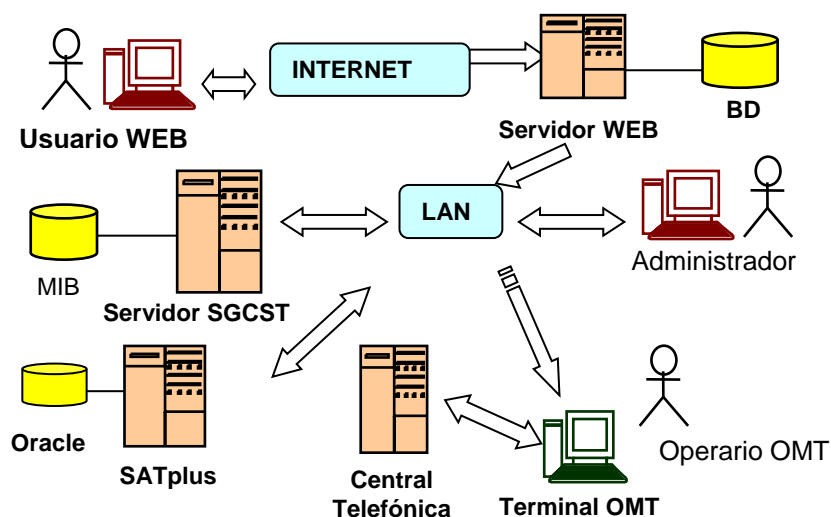 INTERNET
Usuario WEB
Servidor WEB
BD
LAN
MIB
Servidor SGCST
Administrador
Oracle
SATplus
Central
Telefónica
Terminal OMT
Operario OMT